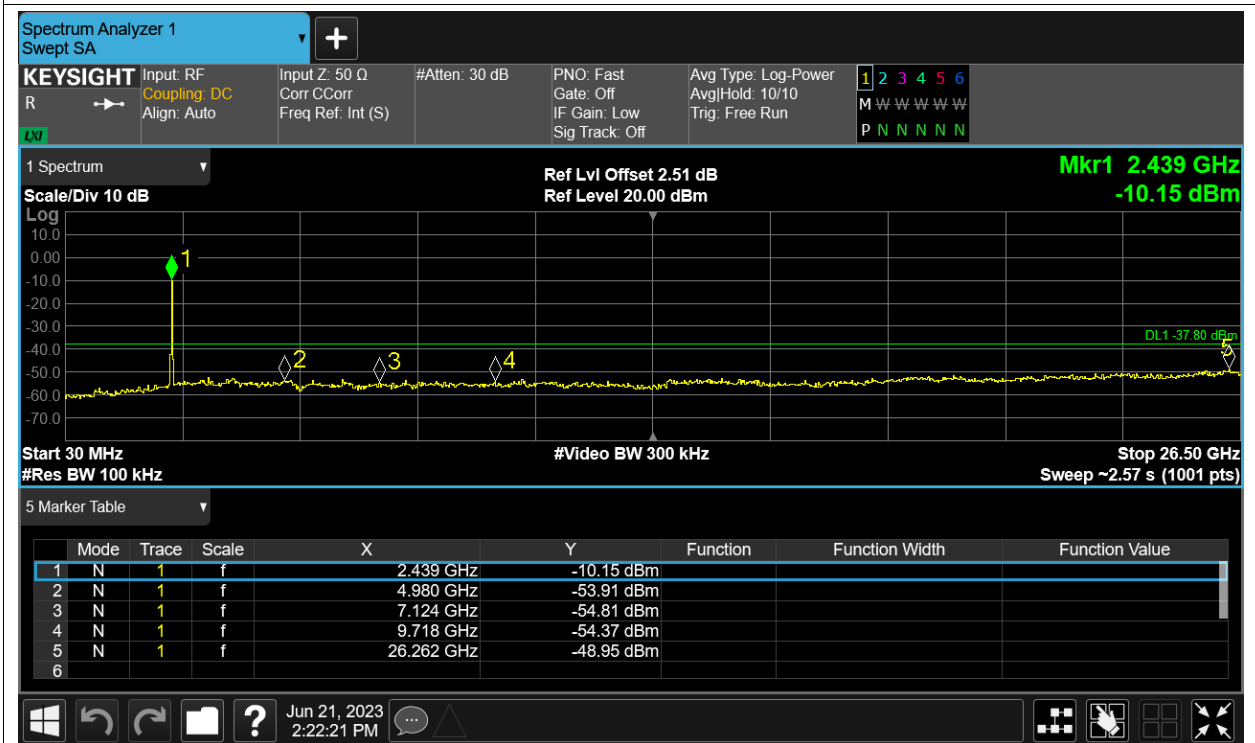 Spectrum Analyzer 1
Swept SA
+
KEYSIGHT Input: RF Input Z: 50 Ω #Atten: 30 dB PNO: Fast Avg Type: Log-Power 1 2 3 4 5 6
R Coupling: DC Corr CCorr Gate: Off Avg|Hold: 10/10 M W W W W W
Align: Auto Freq Ref: Int (S) IF Gain: Low Trig: Free Run
LXI Sig Track: Off P N N N N N
1 Spectrum Ref Lvl Offset 2.51 dB Mkr1 2.439 GHz
Scale/Div 10 dB Ref Level 20.00 dBm -10.15 dBm
Log
10.0
0.00 1
-10.0
-20.0
-30.0
DL1 -37.80 dBm
-40.0 5
-50.0 2 3 4
-60.0
-70.0
Start 30 MHz #Video BW 300 kHz Stop 26.50 GHz
#Res BW 100 kHz Sweep ~2.57 s (1001 pts)
5 Marker Table
Mode Trace Scale X Y Function Function Width Function Value
1 N 1 f 2.439 GHz -10.15 dBm
2 N 1 f 4.980 GHz -53.91 dBm
3 N 1 f 7.124 GHz -54.81 dBm
4 N 1 f 9.718 GHz -54.37 dBm
5 N 1 f 26.262 GHz -48.95 dBm
6
? Jun 21, 2023
2:22:21 PM